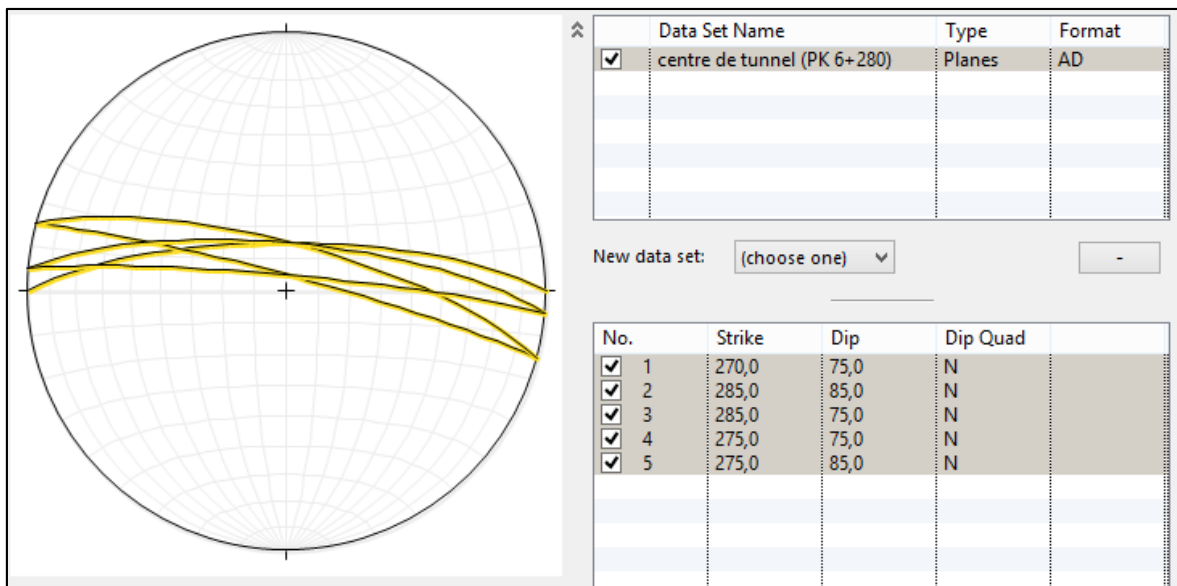 Data Set Name Type Format
centre de tunnel (PK 6+280) Planes AD
New data set: (choose one) -
No. Strike Dip Dip Quad
1 270,0 75,0 N
2 285,0 85,0 N
3 285,0 75,0 N
4 275,0 75,0 N
5 275,0 85,0 N